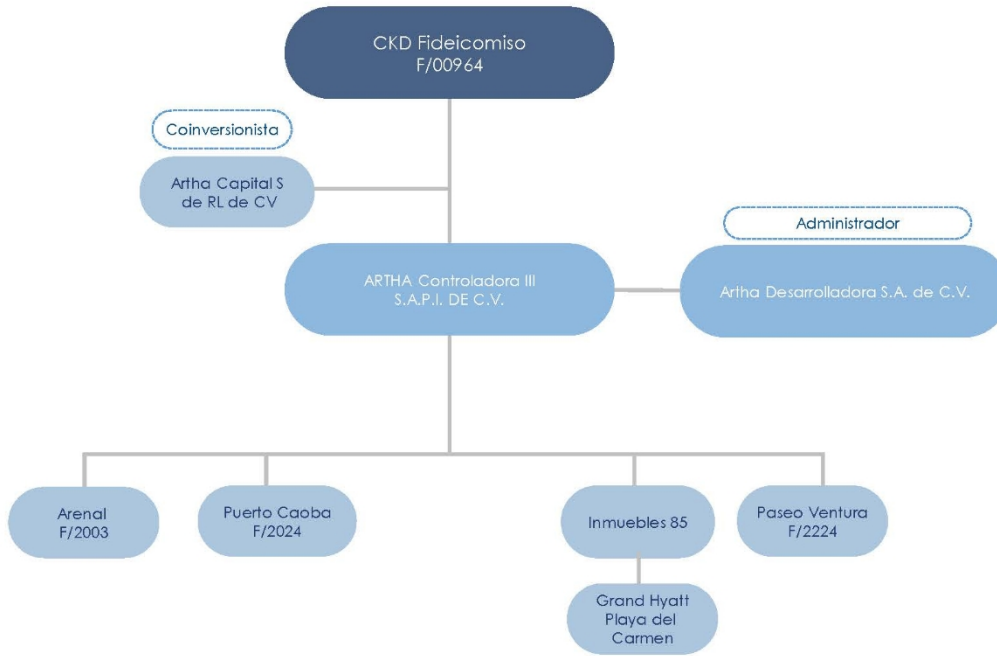 CKD Fideicomiso
F/00964
Coinversionista
Artha Capital S
de RL de CV
Administrador
ARTHA Controladora III
S.A.P.I. DE C.V.
Artha Desarrolladora S.A. de C.V.
Arenal
F/2003
Puerto Caoba
F/2024
Inmuebles 85
Paseo Ventura
F/2224
Grand Hyatt
Playa del
Carmen